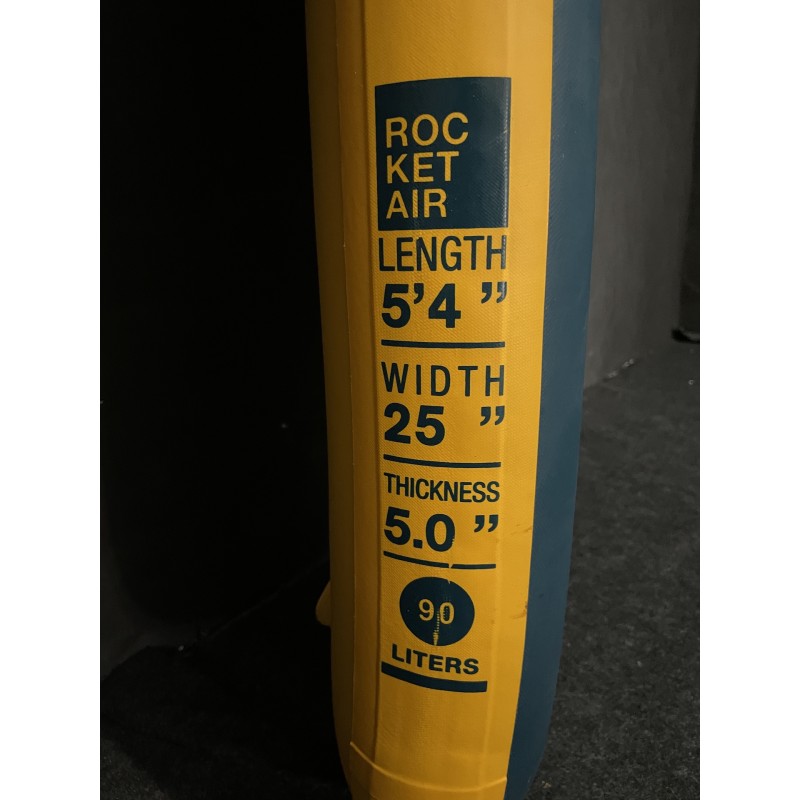 ROC
KET
AIR
LENGTH
5'4 "
WIDTH
25 "
THICKNESS
5.0 "
90
LITERS